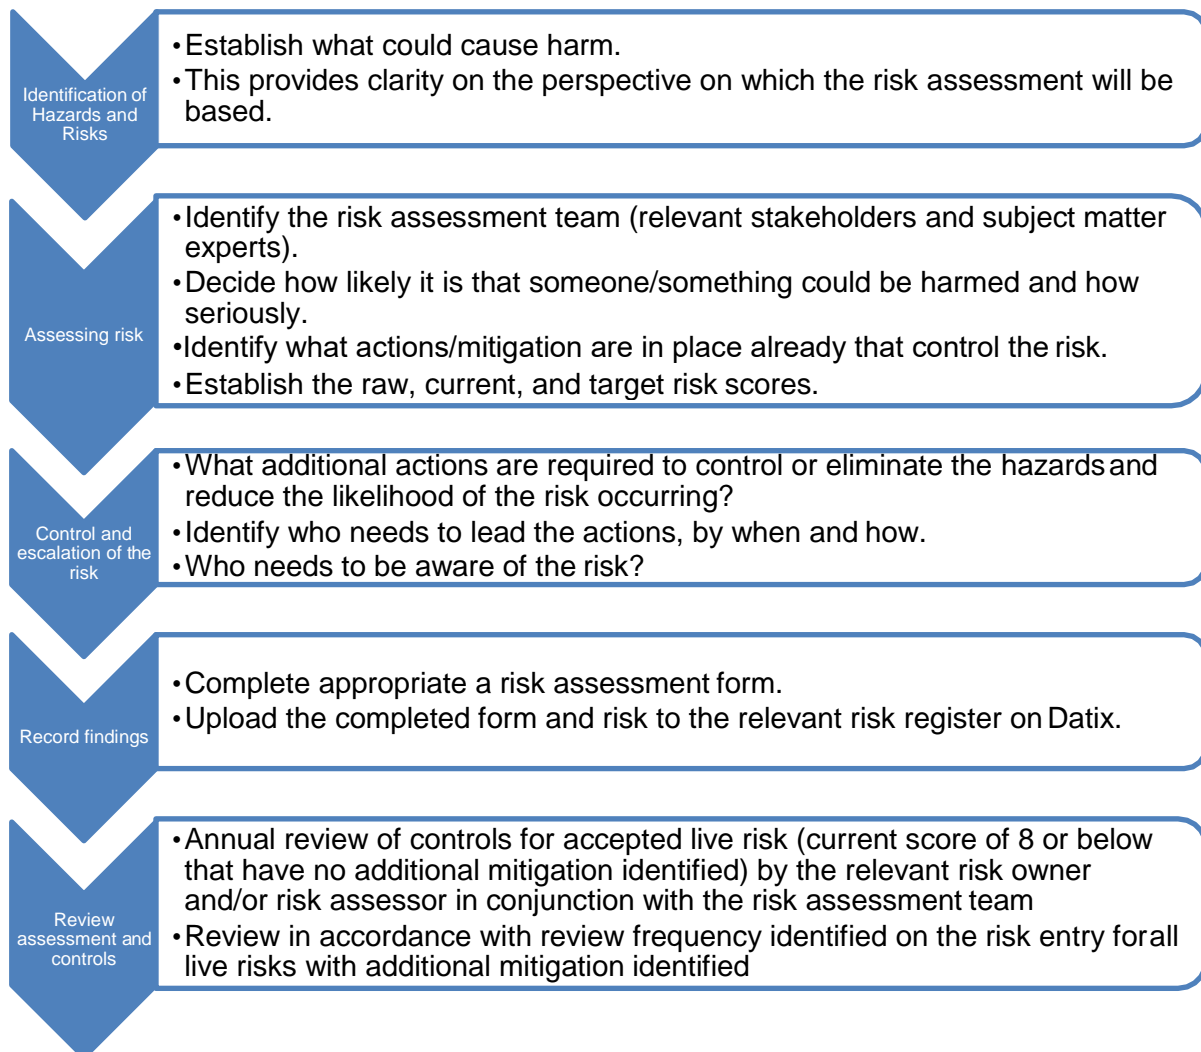 Identification of
Hazards and
Risks
•Establish what could cause harm.
•This provides clarity on the perspective on which the risk assessment will be
based.
Assessing risk
•Identify the risk assessment team (relevant stakeholders and subject matter
experts).
•Decide how likely it is that someone/something could be harmed and how
seriously.
•Identify what actions/mitigation are in place already that control the risk.
•Establish the raw, current, and target risk scores.
Control and
escalation of the
risk
•What additional actions are required to control or eliminate the hazards and
reduce the likelihood of the risk occurring?
•Identify who needs to lead the actions, by when and how.
•Who needs to be aware of the risk?
Record findings
•Complete appropriate a risk assessment form.
•Upload the completed form and risk to the relevant risk register on Datix.
Review
assessment and
controls
•Annual review of controls for accepted live risk (current score of 8 or below
that have no additional mitigation identified) by the relevant risk owner
and/or risk assessor in conjunction with the risk assessment team
•Review in accordance with review frequency identified on the risk entry for all
live risks with additional mitigation identified